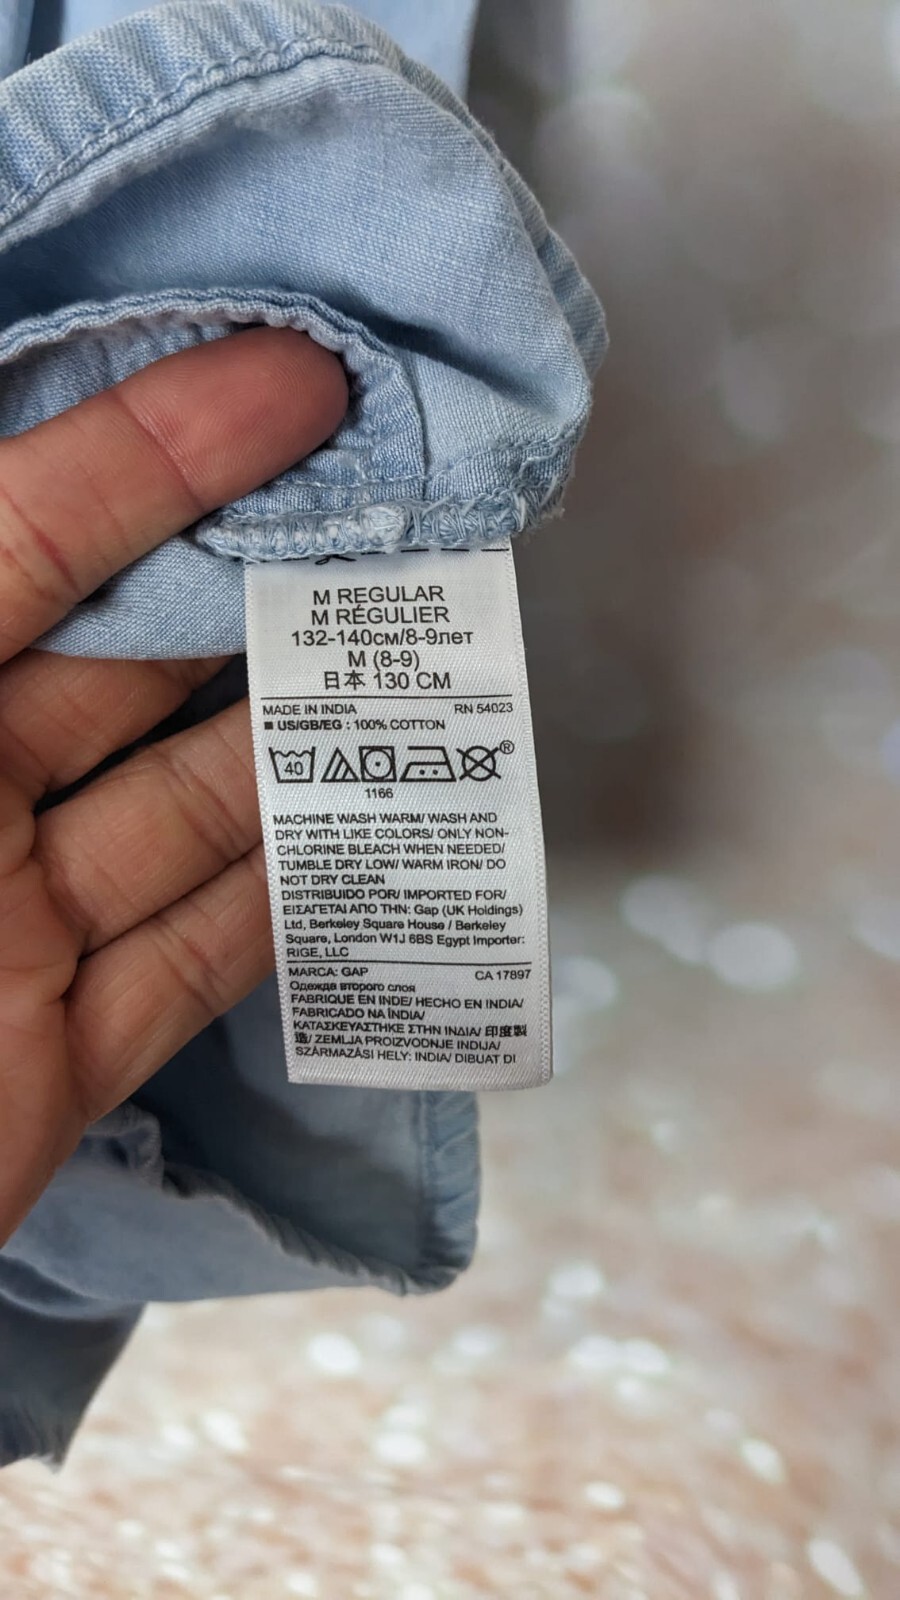 M REGULAR
M RÉGULIER
132-140см/8-9лет
M (8-9)
日本 130 CM
MADE IN INDIA RN 54023
■ US/GB/EG : 100% COTTON
40
®
1166
MACHINE WASH WARM/ WASH AND
DRY WITH LIKE COLORS/ ONLY NON-
CHLORINE BLEACH WHEN NEEDED/
TUMBLE DRY LOW/ WARM IRON/ DO
NOT DRY CLEAN
DISTRIBUIDO POR/ IMPORTED FOR/
ΕΙΣΑΓΕΤΑΙ ΑΠΟ ΤΗΝ: Gap (UK Holdings)
Ltd, Berkeley Square House / Berkeley
Square, London W1J 6BS Egypt Importer:
RIGE, LLC
MARCA: GAP CA 17897
Одежда второго слоя
FABRIQUE EN INDE/ HECHO EN INDIA/
FABRICADO NA ÍNDIA/
ΚΑΤΑΣΚΕΥΑΣΤΗΚΕ ΣΤΗΝ ΙΝΔΙΑ/ 印度製
造/ ZEMLJA PROIZVODNJE INDIJA/
SZÁRMAZÁSI HELY: INDIA/ DIBUAT DI